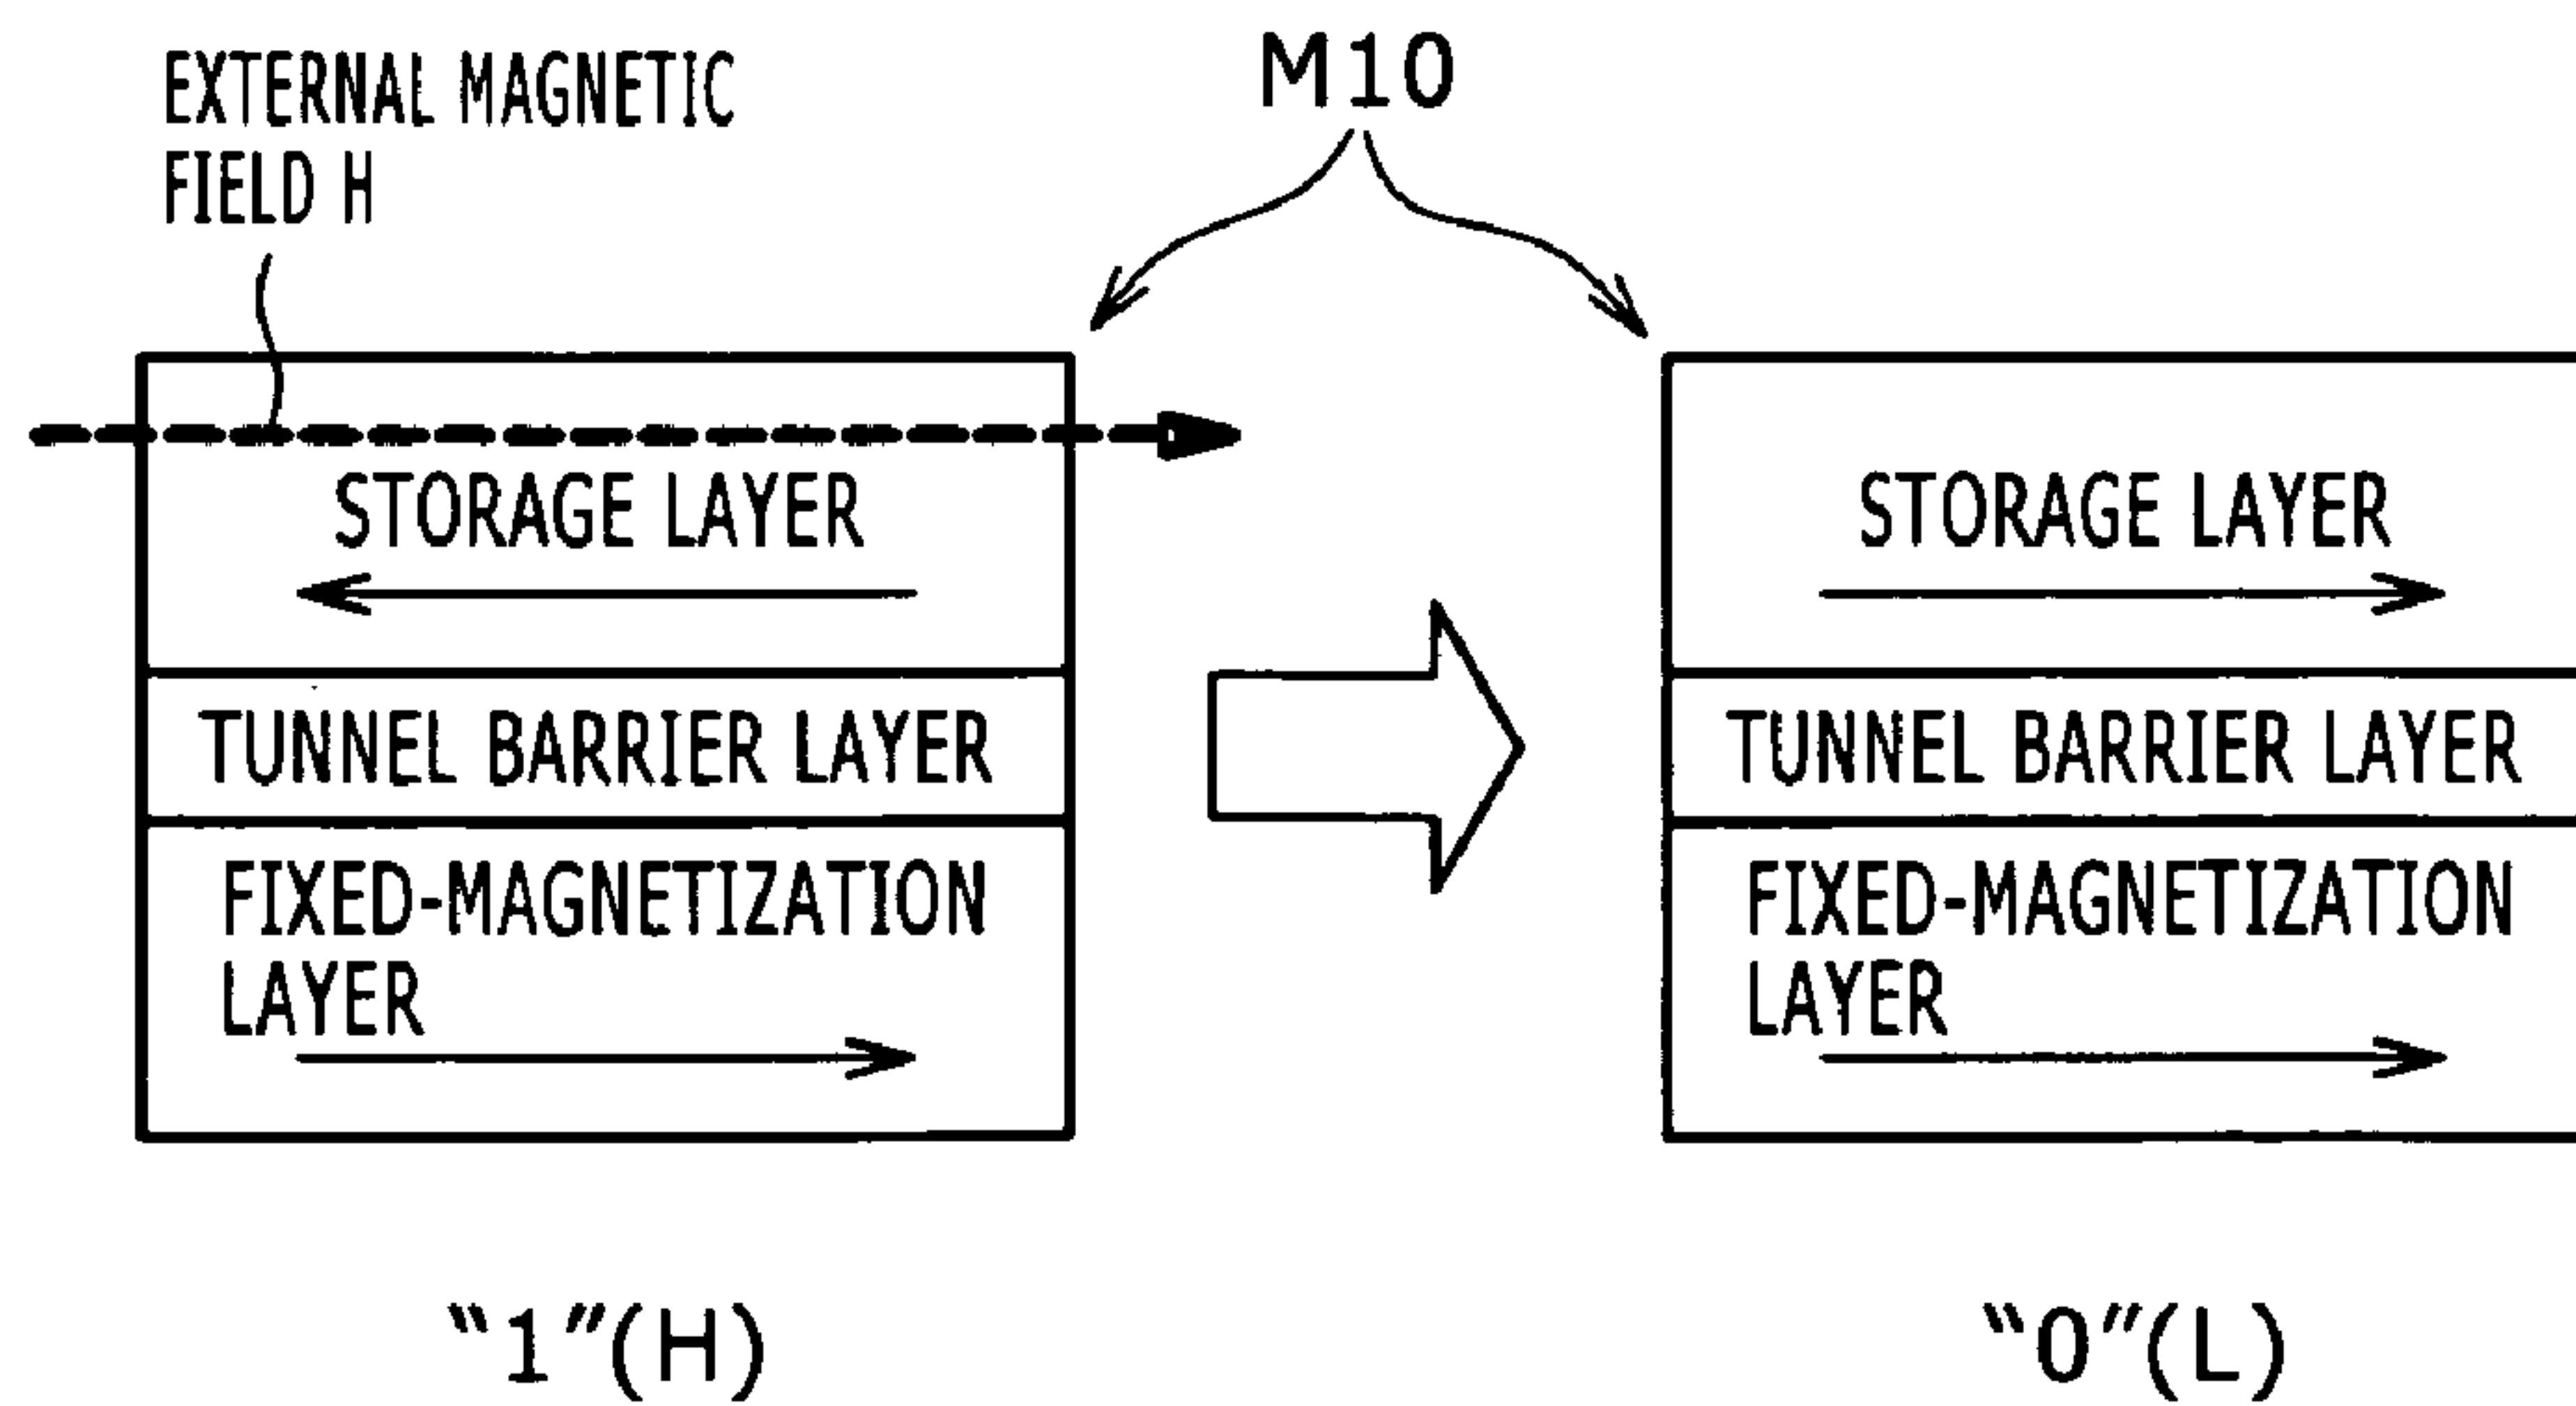 EXTERNAL MAGNETIC
FIELD H
M10
STORAGE LAYER
TUNNEL BARRIER LAYER
FIXED-MAGNETIZATION
LAYER
“1”(H)
STORAGE LAYER
TUNNEL BARRIER LAYER
FIXED-MAGNETIZATION
LAYER
“0”(L)